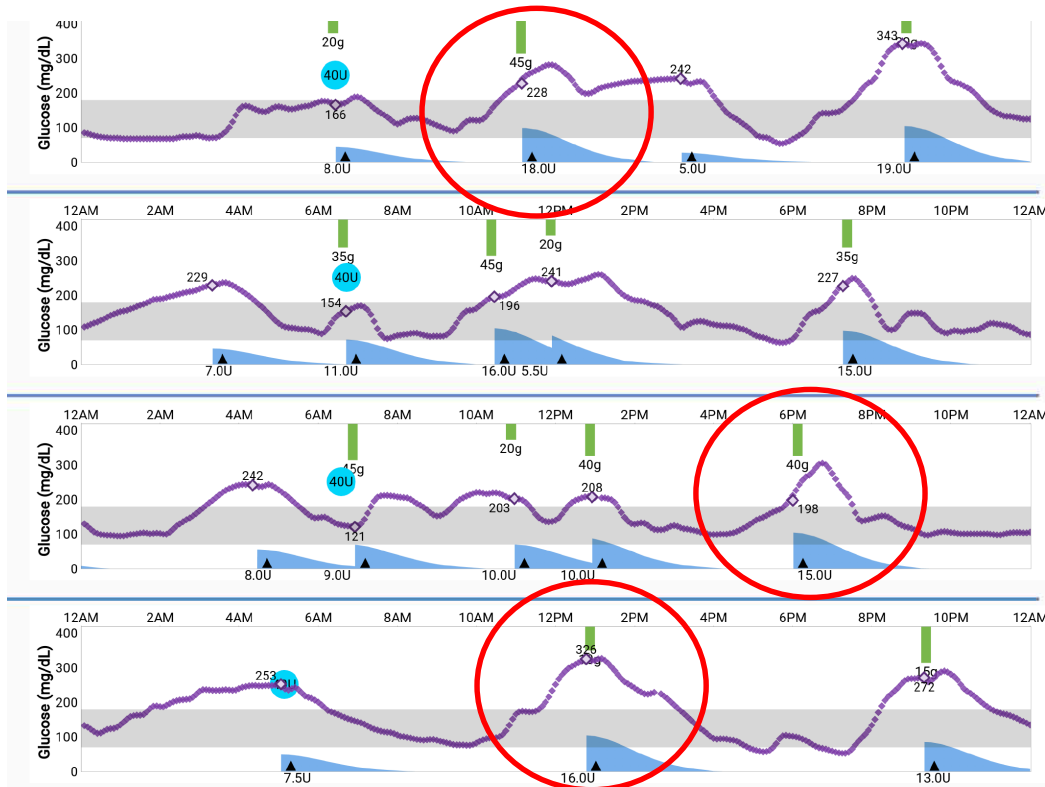 400
300
200
100
0
Glucose (mg/dL)
20g
40U
166
8.0U
45g
228
18.0U
242
5.0U
343
19.0U
12AM 2AM 4AM 6AM 8AM 10AM 12PM 2PM 4PM 6PM 8PM 10PM 12AM
400
300
200
100
0
Glucose (mg/dL)
229
7.0U
35g
40U
154
11.0U
45g
196
16.0U
20g
241
5.5U
227
35g
15.0U
12AM 2AM 4AM 6AM 8AM 10AM 12PM 2PM 4PM 6PM 8PM 10PM 12AM
400
300
200
100
0
Glucose (mg/dL)
242
8.0U
45g
40U
121
9.0U
20g
203
10.0U
40g
208
10.0U
40g
198
15.0U
12AM 2AM 4AM 6AM 8AM 10AM 12PM 2PM 4PM 6PM 8PM 10PM 12AM
400
300
200
100
0
Glucose (mg/dL)
253
7.5U
326
16.0U
15g
272
13.0U